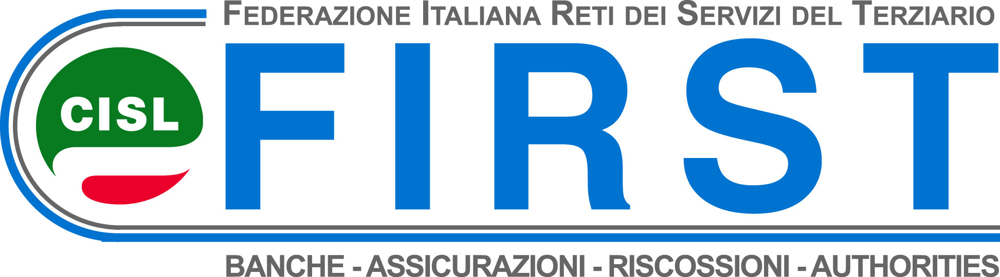 Federazione Italiana Reti dei Servizi del Terziario
CISL
FIRST
BANCHE - ASSICURAZIONI - RISCOSSIONI - AUTHORITIES